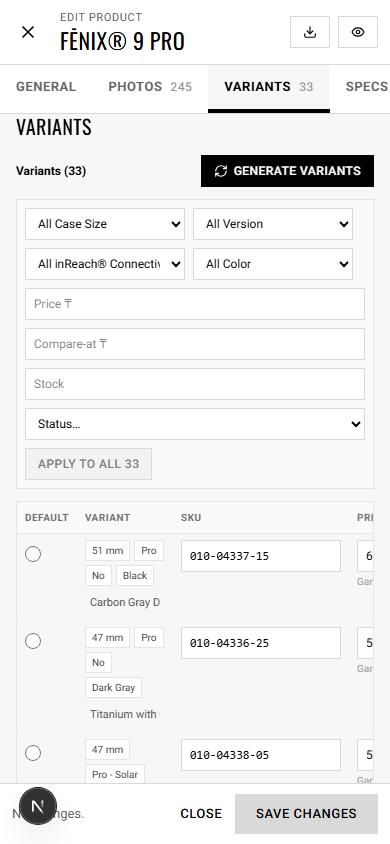 EDIT PRODUCT
FĒNIX® 9 PRO
GENERAL
PHOTOS 245
VARIANTS 33
SPECS
VARIANTS
Variants (33)
GENERATE VARIANTS
All Case Size
All Version
All inReach®
All Color
Price ₸
Compare-at ₸
Stock
Status...
APPLY TO ALL 33
DEFAULT VARIANT SKU
51 mm Pro
010-04337-15
6
No Black
Carbon Gray D
47 mm Pro
010-04336-25
5
No
Dark Gray
Titanium with
47 mm
010-04338-05
5
Pro - Solar
N
CLOSE
SAVE CHANGES